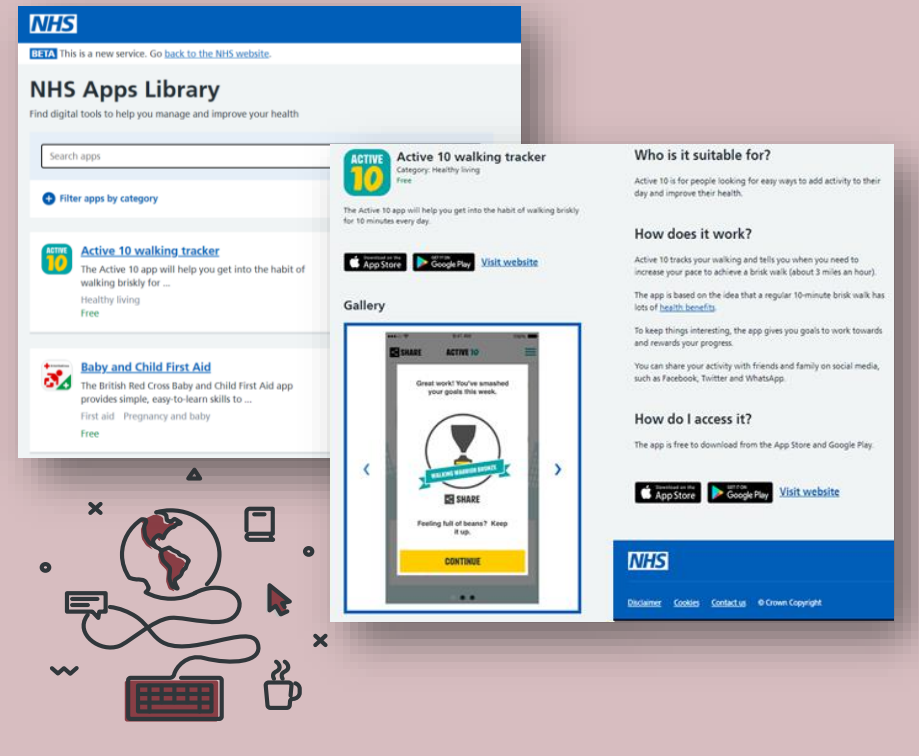 NHS
BETA This is a new service. Go back to the NHS website.
NHS Apps Library
Find digital tools to help you manage and improve your health
Search apps
Filter apps by category
ACTIVE
10
Active 10 walking tracker
The Active 10 app will help you get into the habit of
walking briskly for ...
Healthy living
Free
Baby and Child First Aid
The British Red Cross Baby and Child First Aid app
provides simple, easy-to-learn skills to ...
First aid Pregnancy and baby
Free
ACTIVE
10
Active 10 walking tracker
Category: Healthy living
Free
The Active 10 app will help you get into the habit of walking briskly
for 10 minutes every day.
Download on the
App Store
GET IT ON
Google Play
Visit website
Gallery
9:41 AM
SHARE
ACTIVE 10
Great work! You've smashed
your goals this week.
WALKING WARRIOR BRONZE
SHARE
Feeling full of beans? Keep
it up.
CONTINUE
Who is it suitable for?
Active 10 is for people looking for easy ways to add activity to their
day and improve their health.
How does it work?
Active 10 tracks your walking and tells you when you need to
increase your pace to achieve a brisk walk (about 3 miles an hour).
The app is based on the idea that a regular 10-minute brisk walk has
lots of health benefits.
To keep things interesting, the app gives you goals to work towards
and rewards your progress.
You can share your activity with friends and family on social media,
such as Facebook, Twitter and WhatsApp.
How do I access it?
The app is free to download from the App Store and Google Play.
Download on the
App Store
GET IT ON
Google Play
Visit website
NHS
Disclaimer Cookies Contact us © Crown Copyright